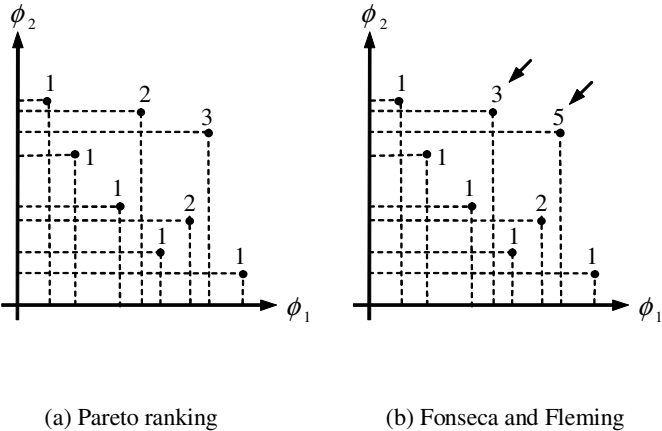 ϕ2 ϕ2
1 2 3 1 3 5
1 1
1 2 1 2
1 1 1 1
ϕ1 ϕ1
(a) Pareto ranking
(b) Fonseca and Fleming